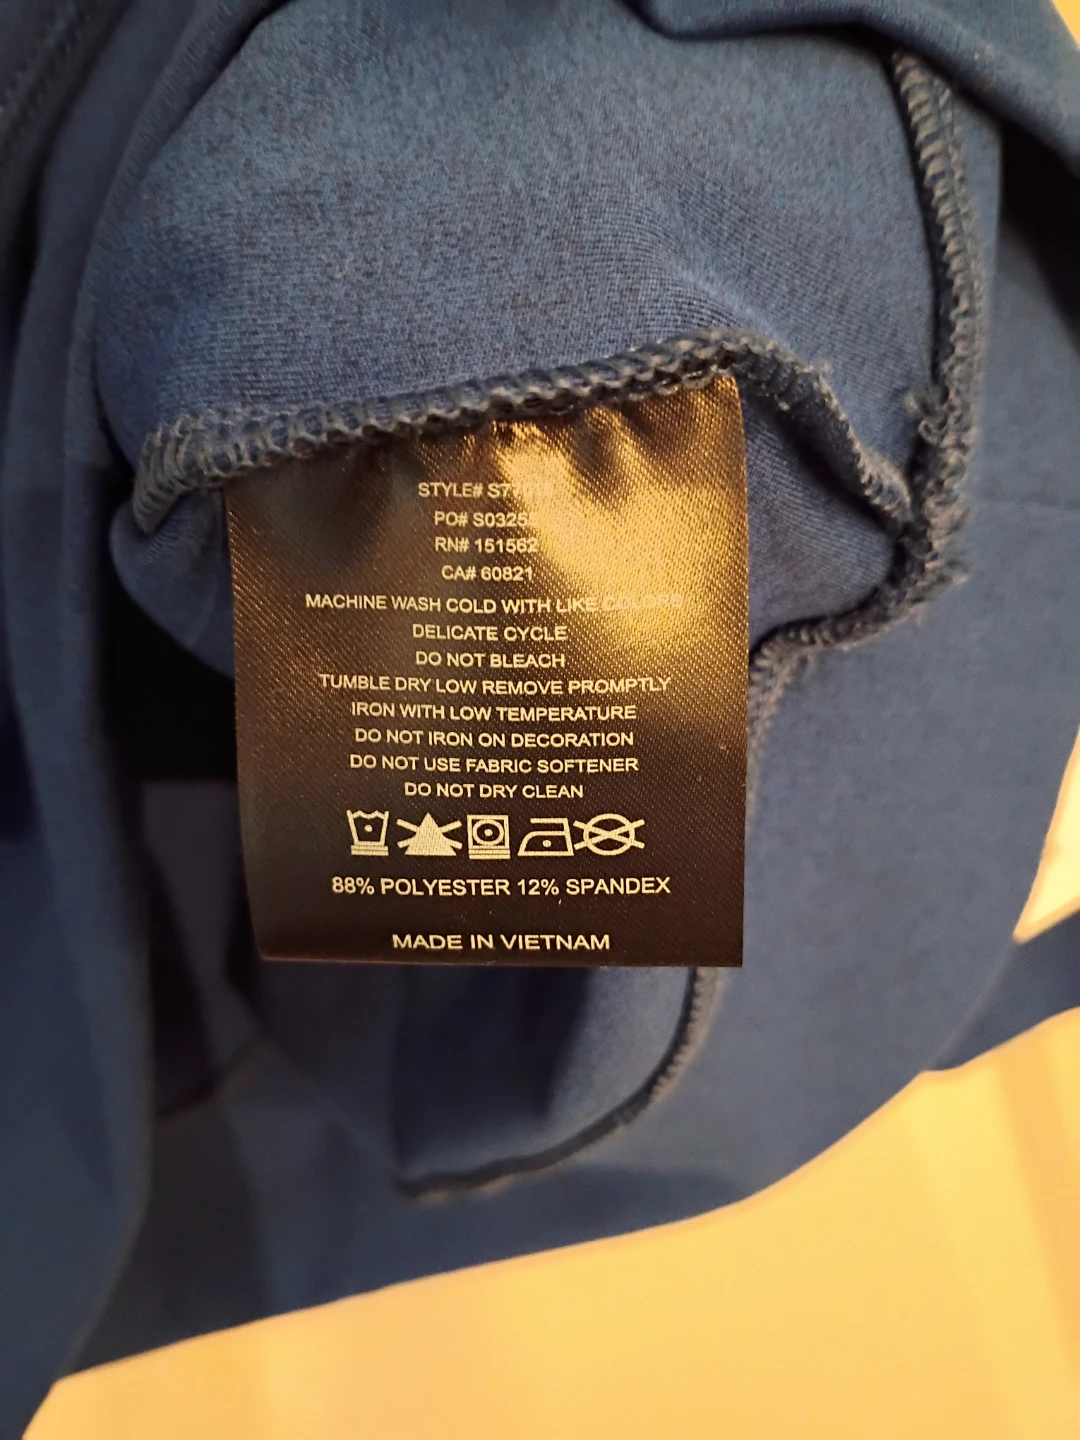 STYLE#
PO#
RN# 151562
CA# 60821
MACHINE WASH COLD WITH LIKE COLORS
DELICATE CYCLE
DO NOT BLEACH
TUMBLE DRY LOW REMOVE PROMPTLY
IRON WITH LOW TEMPERATURE
DO NOT IRON ON DECORATION
DO NOT USE FABRIC SOFTENER
DO NOT DRY CLEAN
88% POLYESTER 12% SPANDEX
MADE IN VIETNAM